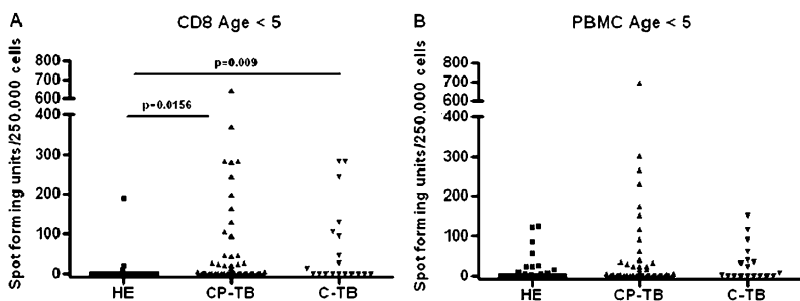 A
CD8 Age < 5
Spot forming units/250,000 cells
800
700
600
400
300
200
100
0
p=0.009
p=0.0156
HE CP-TB C-TB
B
PBMC Age < 5
Spot forming units/250,000 cells
800
700
600
400
300
200
100
0
HE CP-TB C-TB